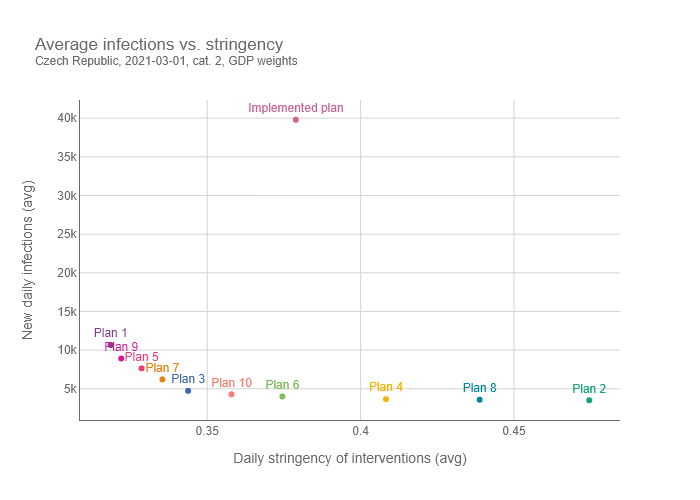 Average infections vs. stringency
Czech Republic, 2021-03-01, cat. 2, GDP weights
Implemented plan
40k
35k
30k
25k
20k
15k
10k
5k
New daily infections (avg)
Plan 1
Plan 9
Plan 5
Plan 7
Plan 3
Plan 10
Plan 6
Plan 4
Plan 8
Plan 2
0.35
0.4
0.45
Daily stringency of interventions (avg)